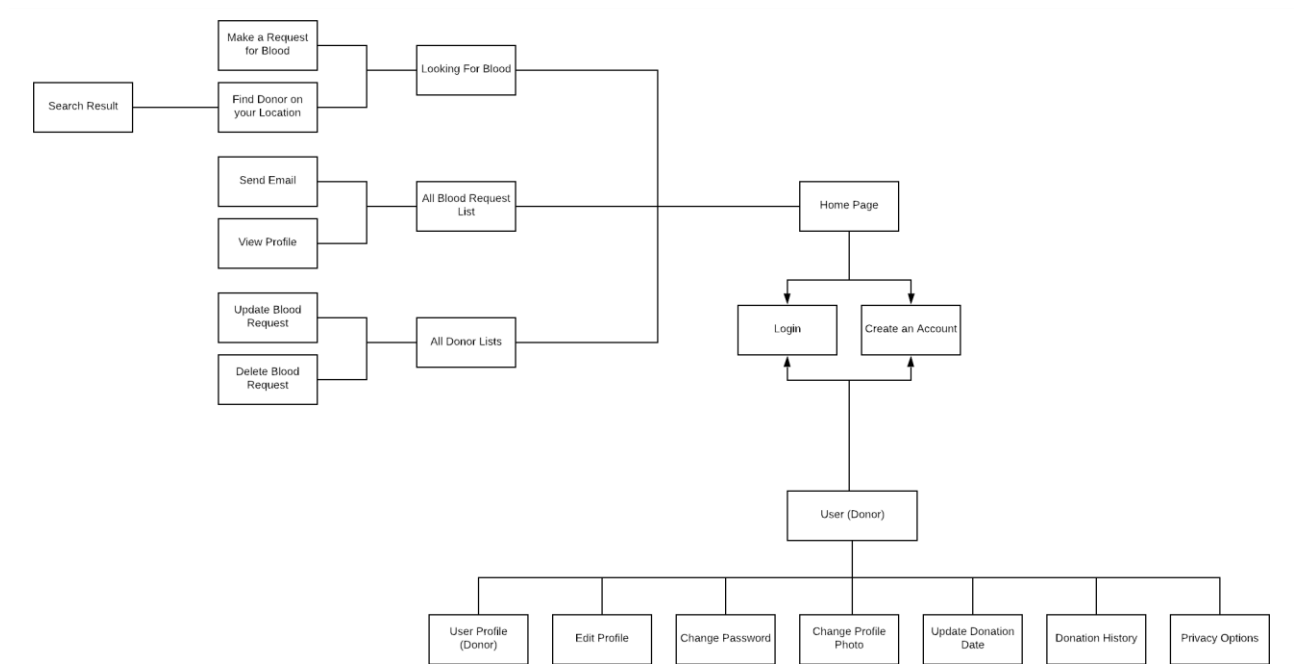 Make a Request
for Blood
Looking For Blood
Search Result
Find Donor on
your Location
Send Email
All Blood Request
List
Home Page
View Profile
Update Blood
Request
Login
Create an Account
All Donor Lists
Delete Blood
Request
User (Donor)
User Profile
(Donor)
Edit Profile
Change Password
Change Profile
Photo
Update Donation
Date
Donation History
Privacy Options